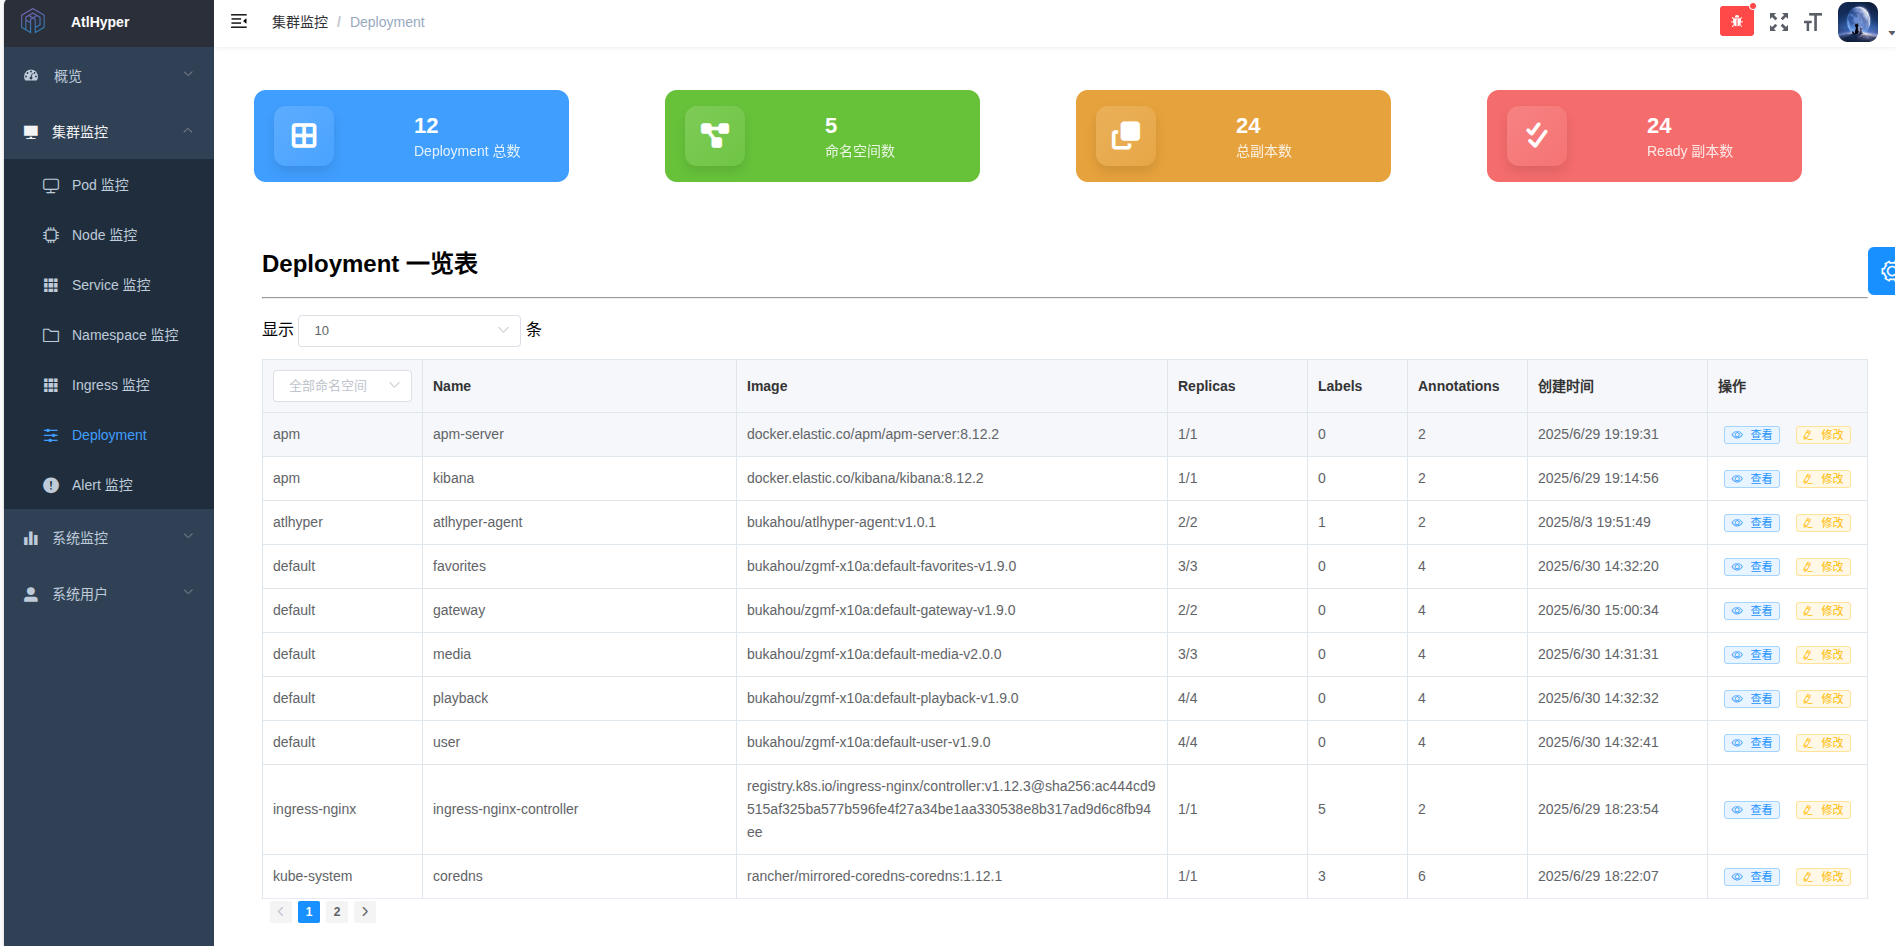 AtlHyper
集群监控 / Deployment
概览
集群监控
Pod 监控
Node 监控
Service 监控
Namespace 监控
Ingress 监控
Deployment
Alert 监控
系统监控
系统用户
12
Deployment 总数
5
命名空间数
24
总副本数
24
Ready 副本数
Deployment 一览表
显示 10 条
全部命名空间 Name Image Replicas Labels Annotations 创建时间 操作
apm apm-server docker.elastic.co/apm/apm-server:8.12.2 1/1 0 2 2025/6/29 19:19:31 查看 修改
apm kibana docker.elastic.co/kibana/kibana:8.12.2 1/1 0 2 2025/6/29 19:14:56 查看 修改
atlhyper atlhyper-agent bukahou/atlhyper-agent:v1.0.1 2/2 1 2 2025/8/3 19:51:49 查看 修改
default favorites bukahou/zgmf-x10a:default-favorites-v1.9.0 3/3 0 4 2025/6/30 14:32:20 查看 修改
default gateway bukahou/zgmf-x10a:default-gateway-v1.9.0 2/2 0 4 2025/6/30 15:00:34 查看 修改
default media bukahou/zgmf-x10a:default-media-v2.0.0 3/3 0 4 2025/6/30 14:31:31 查看 修改
default playback bukahou/zgmf-x10a:default-playback-v1.9.0 4/4 0 4 2025/6/30 14:32:32 查看 修改
default user bukahou/zgmf-x10a:default-user-v1.9.0 4/4 0 4 2025/6/30 14:32:41 查看 修改
registry.k8s.io/ingress-nginx/controller:v1.12.3@sha256:ac444cd9
ingress-nginx ingress-nginx-controller 515af325ba577b596fe4f27a34be1aa330538e8b317ad9d6c8fb94 1/1 5 2 2025/6/29 18:23:54 查看 修改
ee
kube-system coredns rancher/mirrored-coredns-coredns:1.12.1 1/1 3 6 2025/6/29 18:22:07 查看 修改
1 2